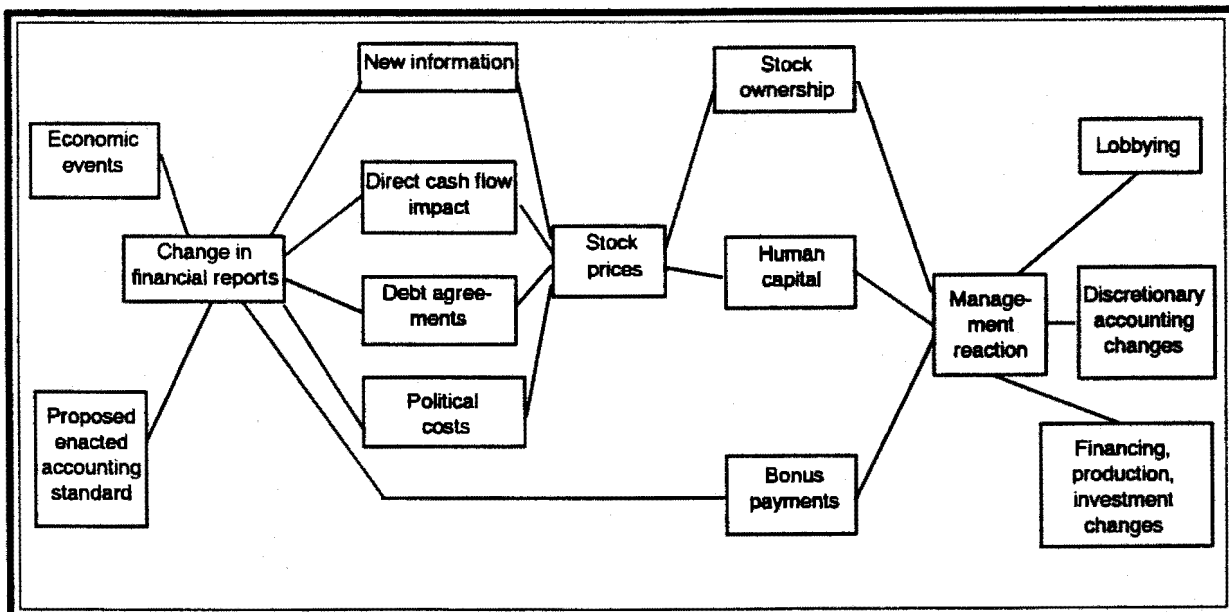 New information
Stock
ownership
Economic
events
Lobbying
Direct cash flow
impact
Change in
financial reports
Stock
prices
Human
capital
Debt agree-
ments
Manage-
ment
reaction
Discretionary
accounting
changes
Proposed
enacted
accounting
standard
Political
costs
Bonus
payments
Financing,
production,
investment
changes